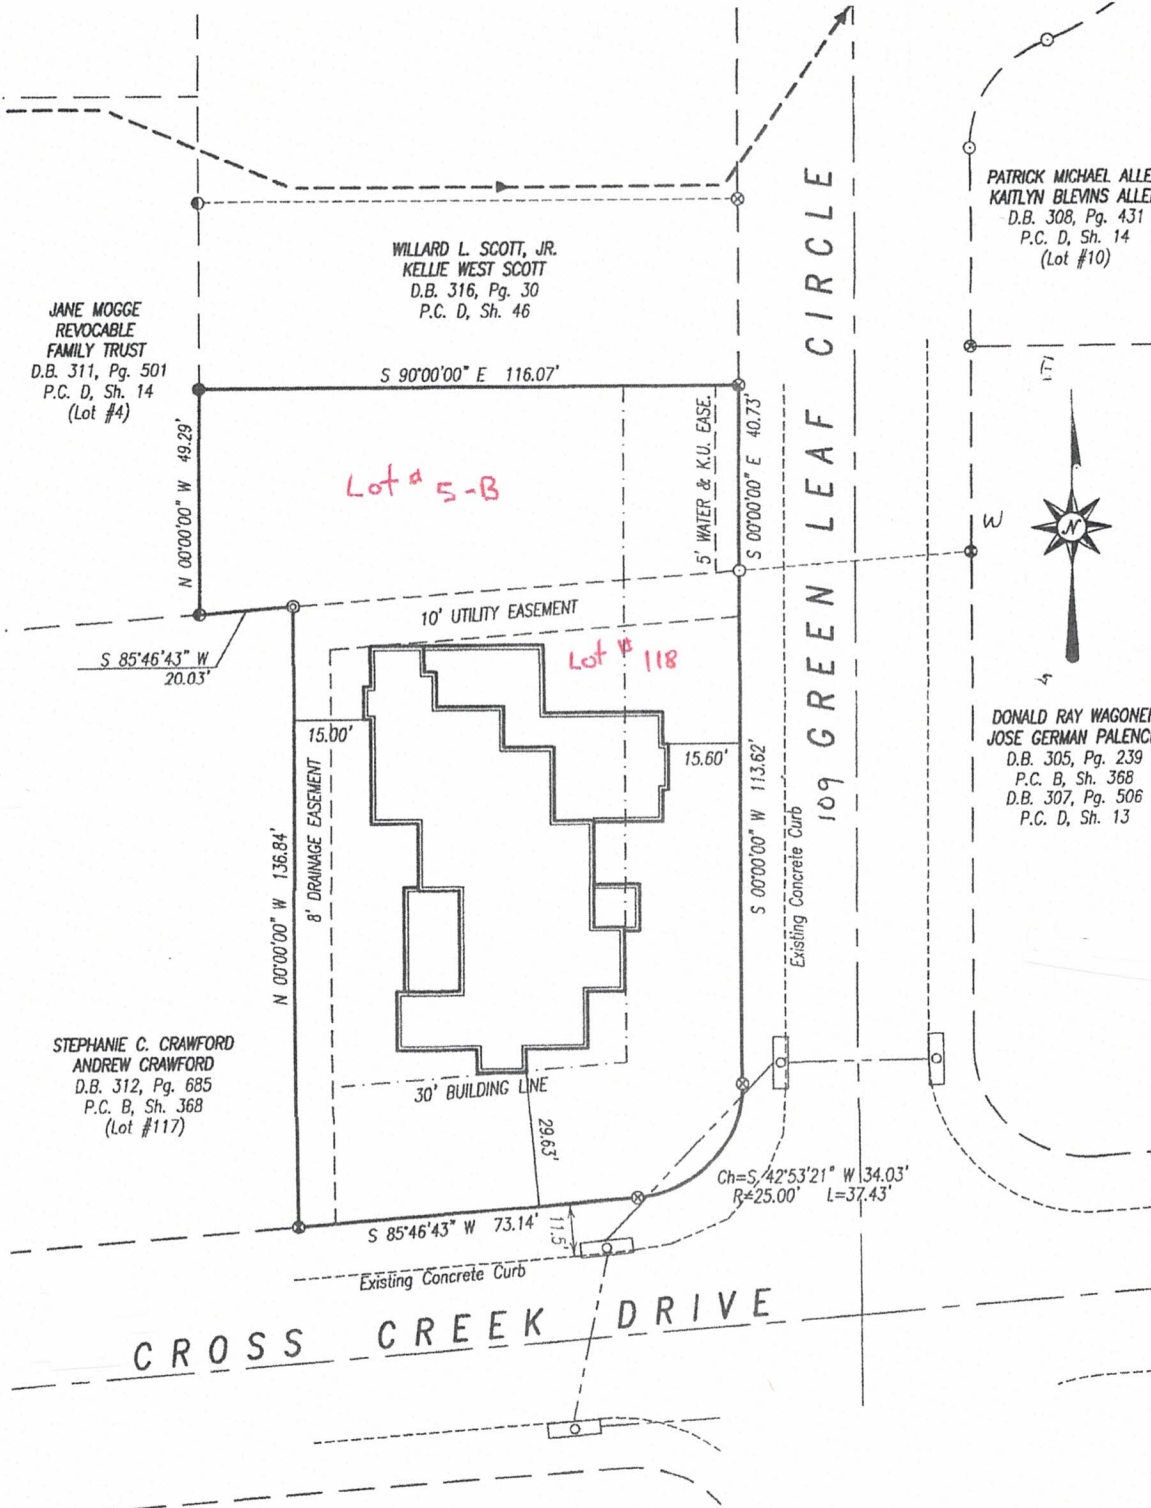 PATRICK MICHAEL ALLE
KAITLYN BLEVINS ALLE
D.B. 308, Pg. 431
P.C. D, Sh. 14
(Lot #10)
WILLARD L. SCOTT, JR.
KELLIE WEST SCOTT
D.B. 316, Pg. 30
P.C. D, Sh. 46
JANE MOGGE
REVOCABLE
FAMILY TRUST
D.B. 311, Pg. 501
P.C. D, Sh. 14
(Lot #4)
S 90°00'00" E 116.07'
N 00°00'00" W 49.29'
Lot # 5-B
5' WATER & K.U. EASE.
S 00°00'00" E 40.73'
109 GREEN LEAF CIRCLE
W
N
10' UTILITY EASEMENT
S 85°46'43" W
20.03'
Lot # 118
15.00'
15.60'
8' DRAINAGE EASEMENT
N 00°00'00" W 136.84'
S 00°00'00" W 113.62'
Existing Concrete Curb
DONALD RAY WAGONE
JOSE GERMAN PALENC
D.B. 305, Pg. 239
P.C. B, Sh. 368
D.B. 307, Pg. 506
P.C. D, Sh. 13
STEPHANIE C. CRAWFORD
ANDREW CRAWFORD
D.B. 312, Pg. 685
P.C. B, Sh. 368
(Lot #117)
30' BUILDING LINE
29.63'
Ch=S 42°53'21" W 34.03'
R=25.00' L=37.43'
S 85°46'43" W 73.14'
11.5'
Existing Concrete Curb
CROSS CREEK DRIVE